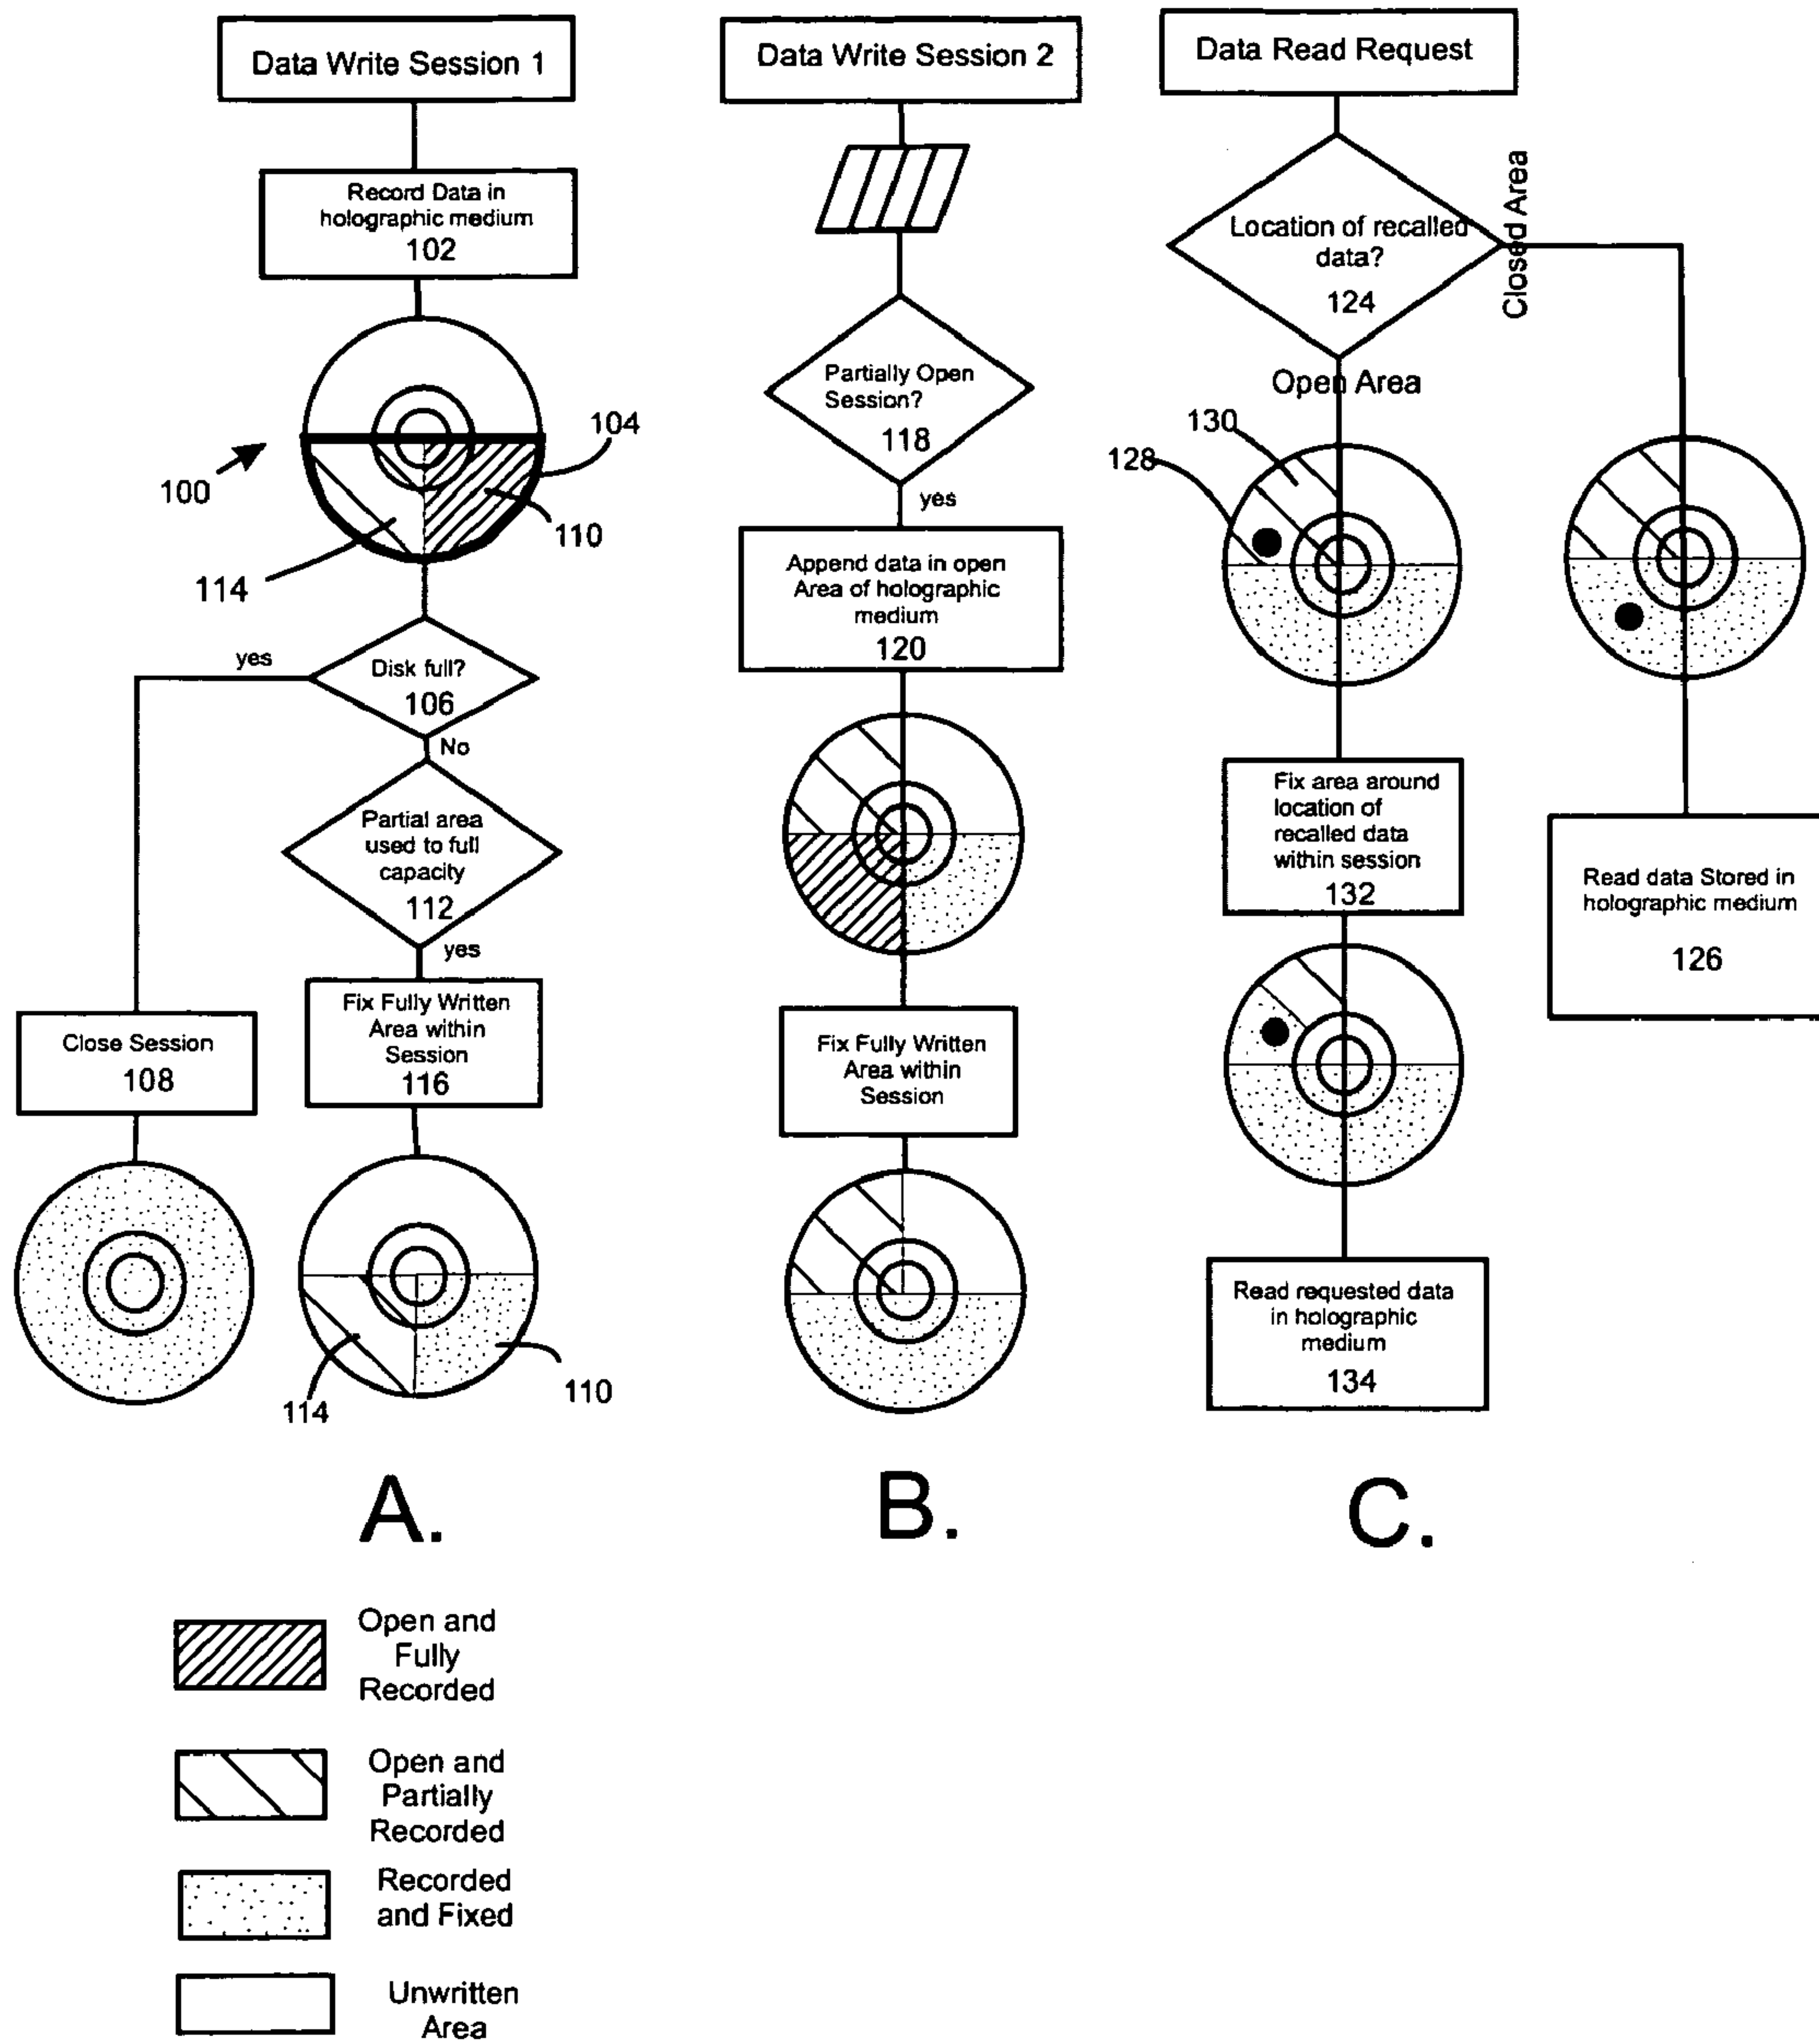 Data Write Session 1
Record Data in
holographic medium
102
104
100
110
114
yes
Disk full?
106
No
Partial area
used to full
capacity
112
yes
Close Session
108
Fix Fully Written
Area within
Session
116
114
110
A.
Data Write Session 2
Partially Open
Session?
118
yes
Append data in open
Area of holographic
medium
120
Fix Fully Written
Area within
Session
B.
Data Read Request
Location of recalled
data?
124
Closed Area
Open Area
130
128
Fix area around
location of
recalled data
within session
132
Read data Stored in
holographic medium
126
Read requested data
in holographic
medium
134
C.
Open and
Fully
Recorded
Open and
Partially
Recorded
Recorded
and Fixed
Unwritten
Area